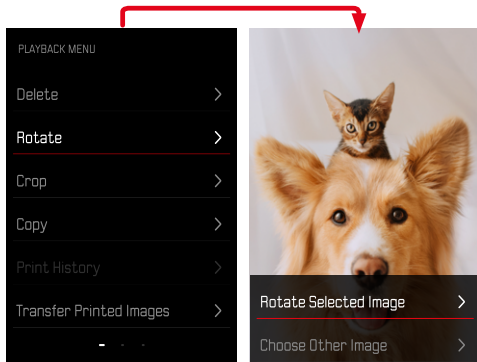 PLAYBACK MENU
Delete
Rotate
Crop
Copy
Print History
Transfer Printed Images
Rotate Selected Image
Choose Other Image